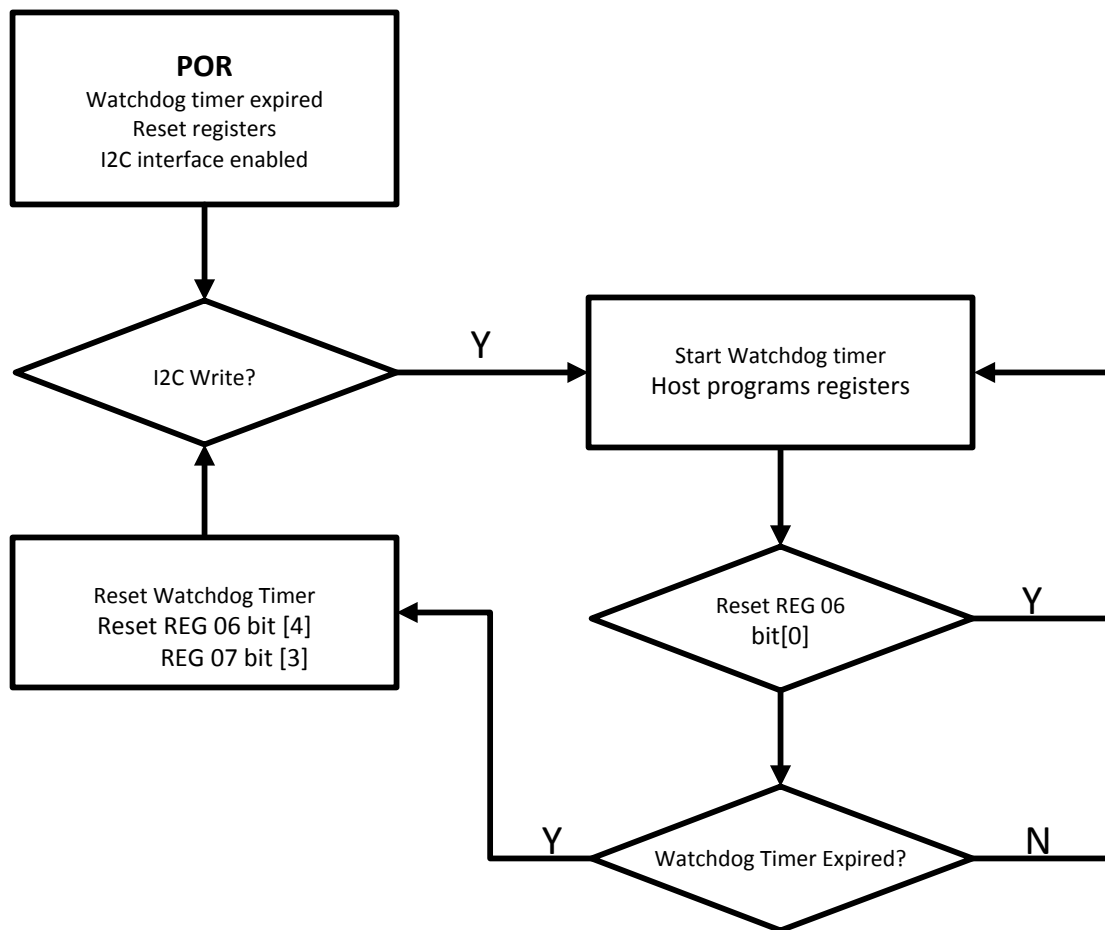 POR
Watchdog timer expired
Reset registers
I2C interface enabled
I2C Write?
Y
Start Watchdog timer
Host programs registers
Reset Watchdog Timer
Reset REG 06 bit [4]
REG 07 bit [3]
Reset REG 06
bit[0]
Y
Y
Watchdog Timer Expired?
N